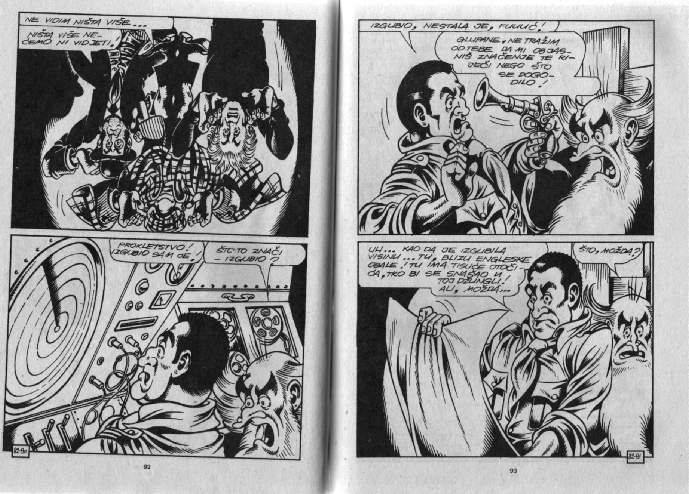 NE VIDIM NIŠTA VIŠE...
NIŠTA VIŠE NE-
ĆEMO NI VIDJETI!
PROKLETSTVO!
IZGUBIO SAM JE!
ŠTO TO ZNAČI
- IZGUBIO?
92
IZGUBIO, NESTALA JE, FUUUĆ!
GLUPANE, NE TRAŽIM
OD TEBE DA MI OBJAS-
NIŠ ZNAČENJE TE RI-
JEČI NEGO ŠTO
SE DOGO-
DILO!
UH... KAO DA JE IZGUBILA
VISINU... TU, BLIZU ENGLESKE
OBALE! TU IMA TISUĆE OTOČI-
ĆA, TKO BI SE SNAŠAO U
TOJ DŽUNGLI!
ALI, MOŽDA...
ŠTO, MOŽDA?
93